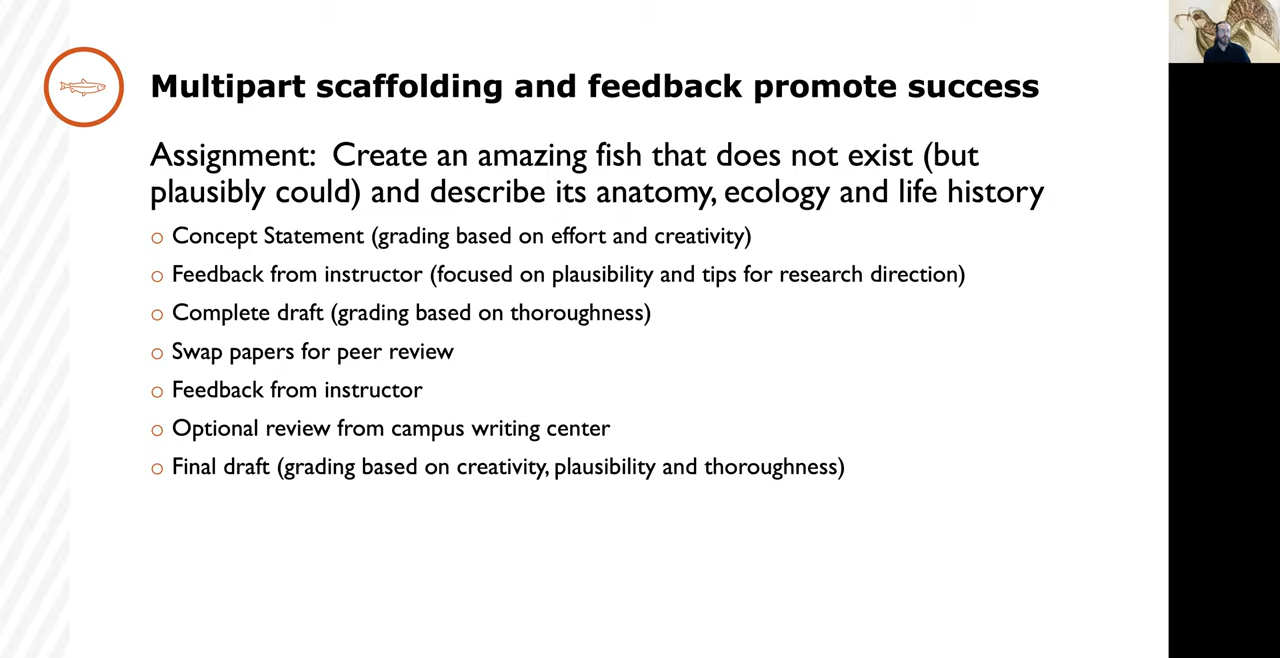 Multipart scaffolding and feedback promote success
Assignment:  Create an amazing fish that does not exist (but
plausibly could) and describe its anatomy, ecology and life history
o Concept Statement (grading based on effort and creativity)
o Feedback from instructor (focused on plausibility and tips for research direction)
o Complete draft (grading based on thoroughness)
o Swap papers for peer review
o Feedback from instructor
o Optional review from campus writing center
o Final draft (grading based on creativity, plausibility and thoroughness)